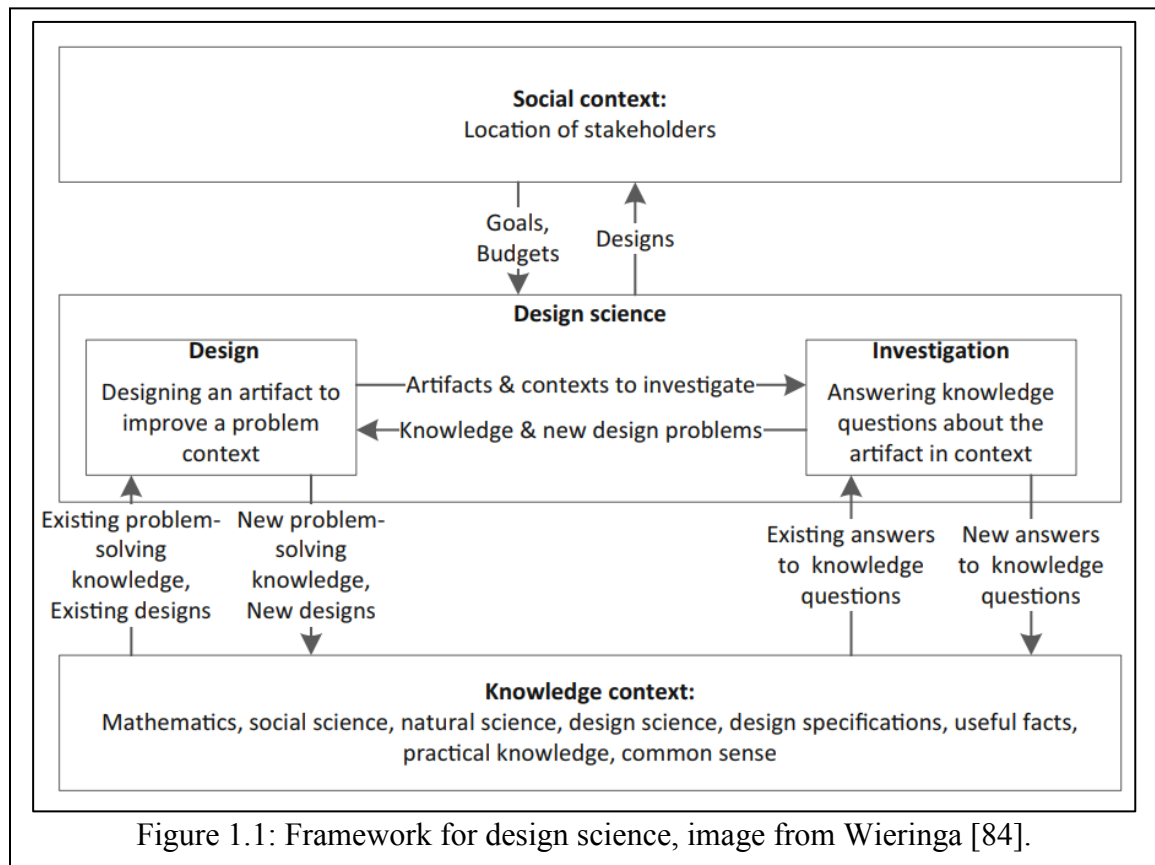 Social context:
Location of stakeholders
Goals,
Budgets
Designs
Design science
Design
Designing an artifact to
improve a problem
context
Artifacts & contexts to investigate
Knowledge & new design problems
Investigation
Answering knowledge
questions about the
artifact in context
Existing problem-
solving
knowledge,
Existing designs
New problem-
solving
knowledge,
New designs
Existing answers
to knowledge
questions
New answers
to knowledge
questions
Knowledge context:
Mathematics, social science, natural science, design science, design specifications, useful facts,
practical knowledge, common sense
Figure 1.1: Framework for design science, image from Wieringa [84].